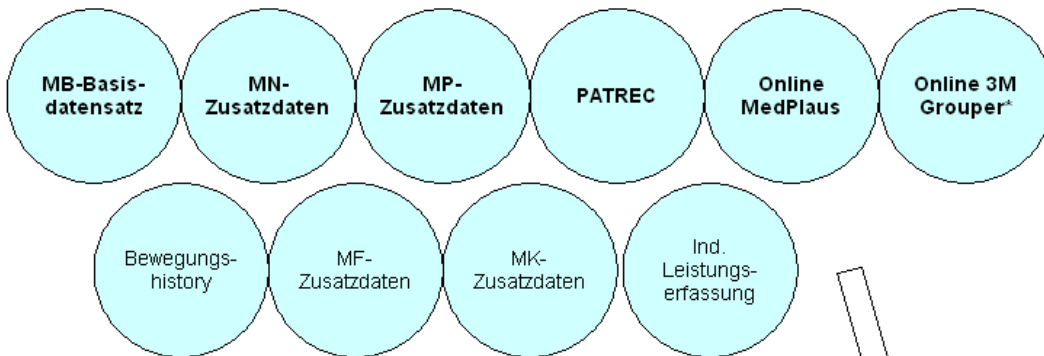 MB-Basis-
datensatz
MN-
Zusatzdaten
MP-
Zusatzdaten
PATREC
Online
MedPlaus
Online 3M
Grouper*
Bewegungs-
history
MF-
Zusatzdaten
MK-
Zusatzdaten
Ind.
Leistungs-
erfassung